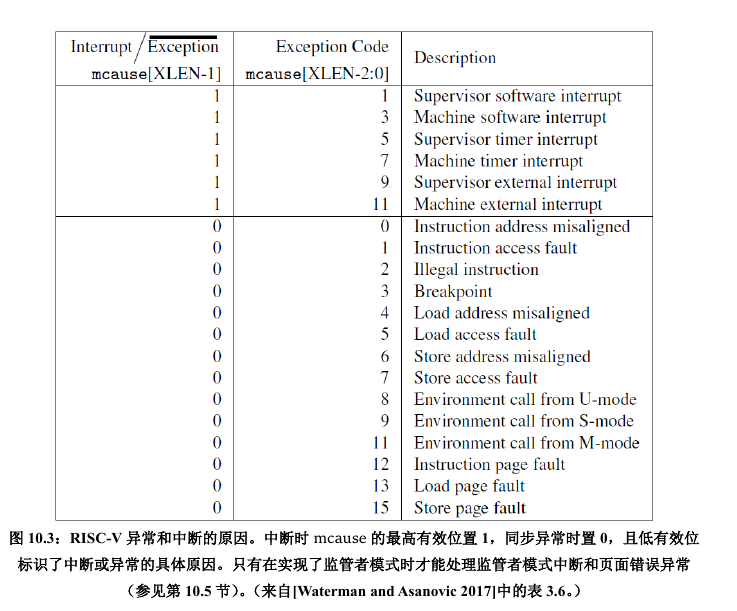 Interrupt / Exception Exception Code Description
mcause[XLEN-1] mcause[XLEN-2:0]
1 1 Supervisor software interrupt
1 3 Machine software interrupt
1 5 Supervisor timer interrupt
1 7 Machine timer interrupt
1 9 Supervisor external interrupt
1 11 Machine external interrupt
0 0 Instruction address misaligned
0 1 Instruction access fault
0 2 Illegal instruction
0 3 Breakpoint
0 4 Load address misaligned
0 5 Load access fault
0 6 Store address misaligned
0 7 Store access fault
0 8 Environment call from U-mode
0 9 Environment call from S-mode
0 11 Environment call from M-mode
0 12 Instruction page fault
0 13 Load page fault
0 15 Store page fault
图 10.3：RISC-V 异常和中断的原因。中断时 mcause 的最高有效位置 1，同步异常时置 0，且低有效位
标识了中断或异常的具体原因。只有在实现了监管者模式时才能处理监管者模式中断和页面错误异常
（参见第 10.5 节）。（来自[Waterman and Asanovic 2017]中的表 3.6。）